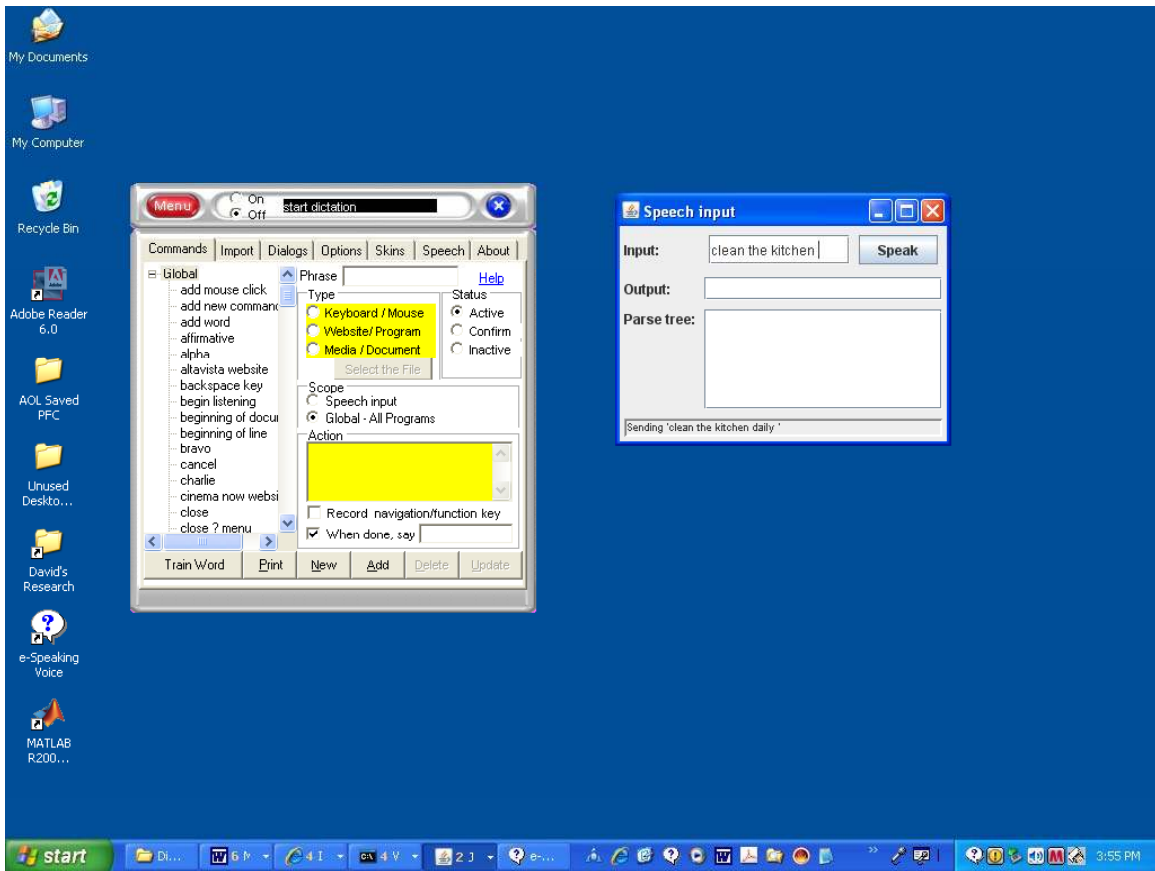 My Documents
My Computer
Recycle Bin
Adobe Reader
6.0
AOL Saved
PFC
Unused
Deskto...
David's
Research
e-Speaking
Voice
MATLAB
R200...
Menu
On
Off
start dictation
Commands Import Dialogs Options Skins Speech About
Global
add mouse click
add new comman
add word
affirmative
alpha
altavista website
backspace key
begin listening
beginning of docu
beginning of line
bravo
cancel
charlie
cinema now websi
close
close ? menu
Phrase
Help
Type
Keyboard / Mouse
Website/ Program
Media / Document
Select the File
Status
Active
Confirm
Inactive
Scope
Speech input
Global - All Programs
Action
Record navigation/function key
When done, say
Train Word Print New Add Delete Update
Speech input
Input: clean the kitchen Speak
Output:
Parse tree:
Sending 'clean the kitchen daily '
start Di... 6 4 I 4 V 2 J e-... 3:55 PM